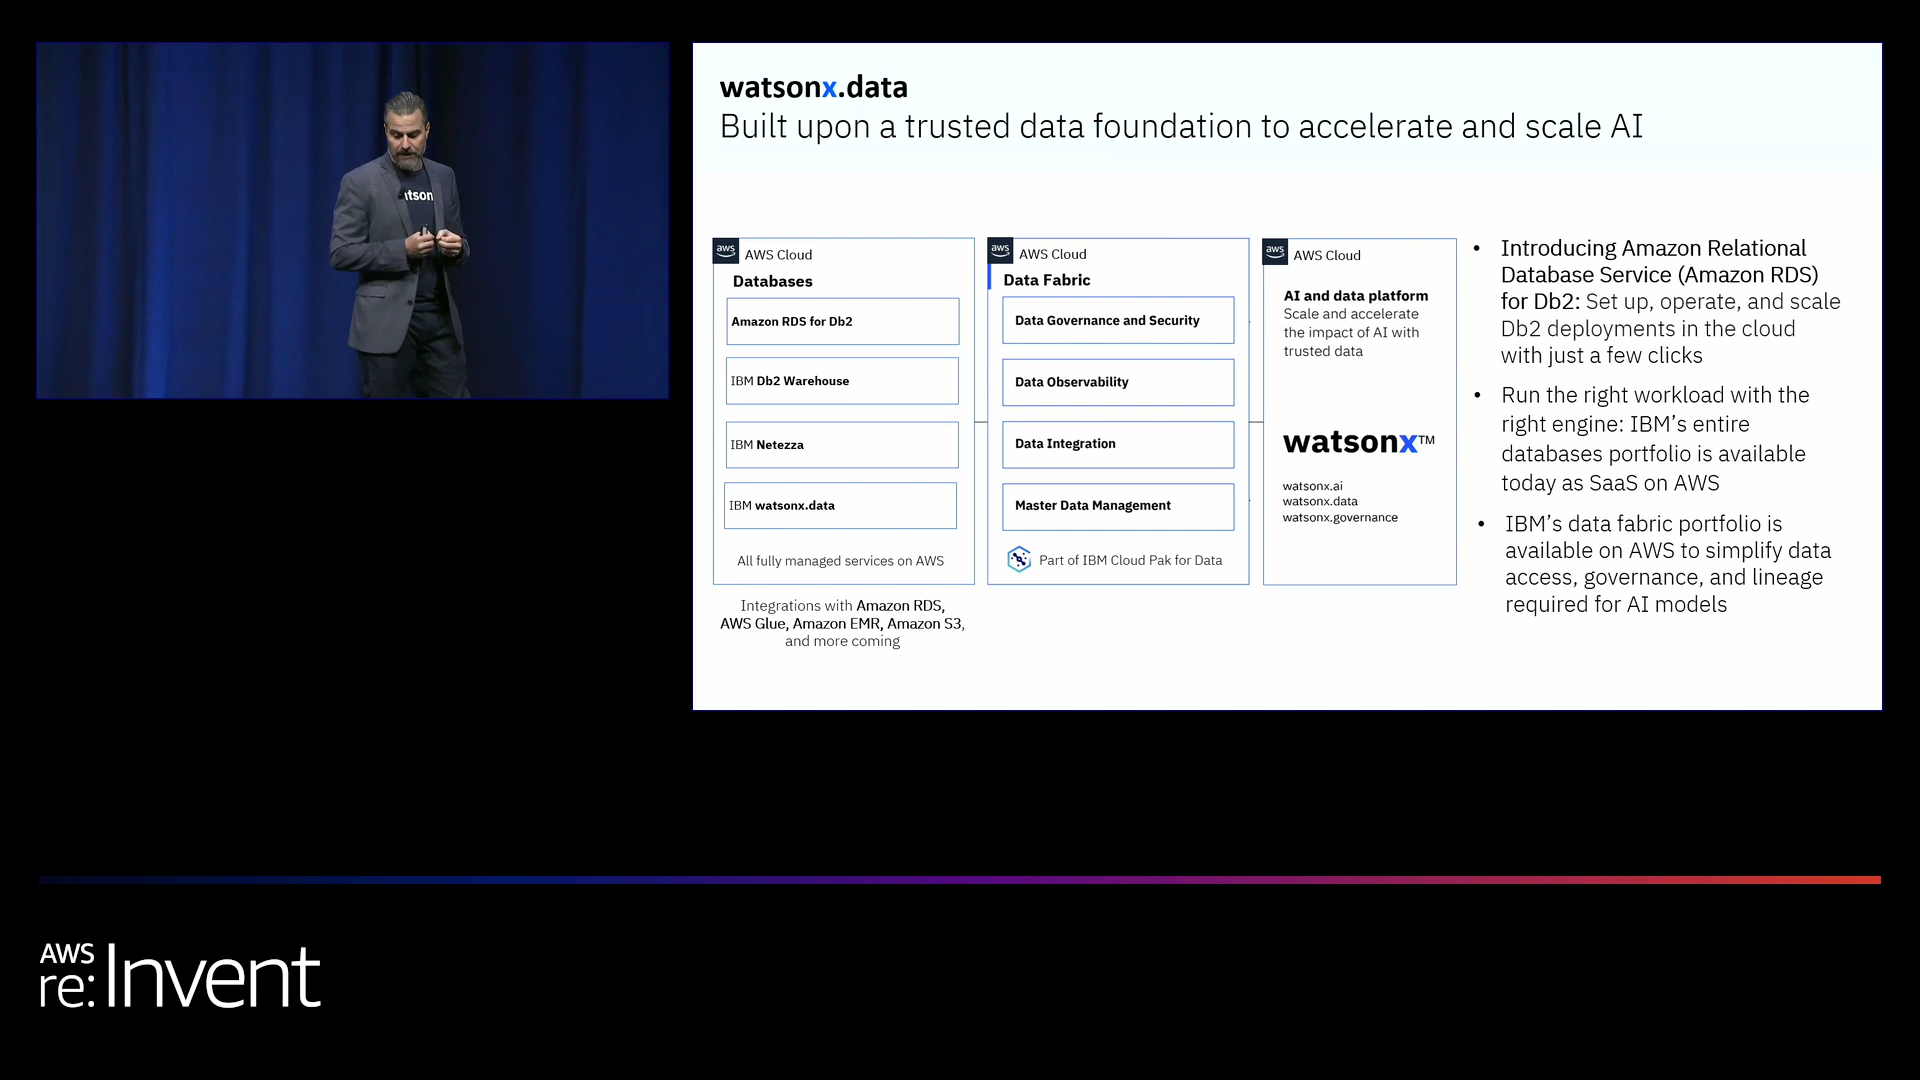 tson
watsonx.data
Built upon a trusted data foundation to accelerate and scale AI
aws
AWS Cloud
Databases
Amazon RDS for Db2
IBM Db2 Warehouse
IBM Netezza
IBM watsonx.data
All fully managed services on AWS
Integrations with Amazon RDS,
AWS Glue, Amazon EMR, Amazon S3,
and more coming
aws
AWS Cloud
Data Fabric
Data Governance and Security
Data Observability
Data Integration
Master Data Management
Part of IBM Cloud Pak for Data
aws
AWS Cloud
AI and data platform
Scale and accelerate
the impact of AI with
trusted data
watsonx™
watsonx.ai
watsonx.data
watsonx.governance
• Introducing Amazon Relational
Database Service (Amazon RDS)
for Db2: Set up, operate, and scale
Db2 deployments in the cloud
with just a few clicks
• Run the right workload with the
right engine: IBM’s entire
databases portfolio is available
today as SaaS on AWS
• IBM’s data fabric portfolio is
available on AWS to simplify data
access, governance, and lineage
required for AI models
AWS
re:Invent